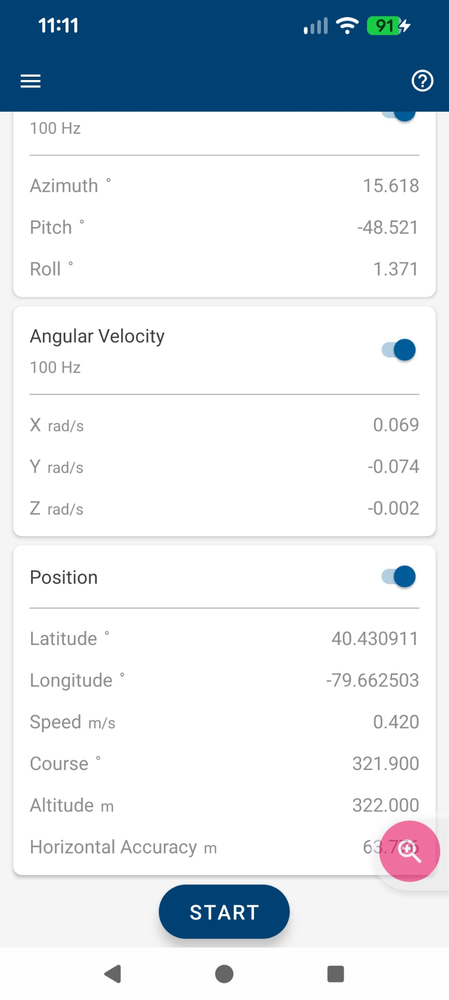 11:11 91
100 Hz
Azimuth ° 15.618
Pitch ° -48.521
Roll ° 1.371
Angular Velocity
100 Hz
X rad/s 0.069
Y rad/s -0.074
Z rad/s -0.002
Position
Latitude ° 40.430911
Longitude ° -79.662503
Speed m/s 0.420
Course ° 321.900
Altitude m 322.000
Horizontal Accuracy m 63.776
START